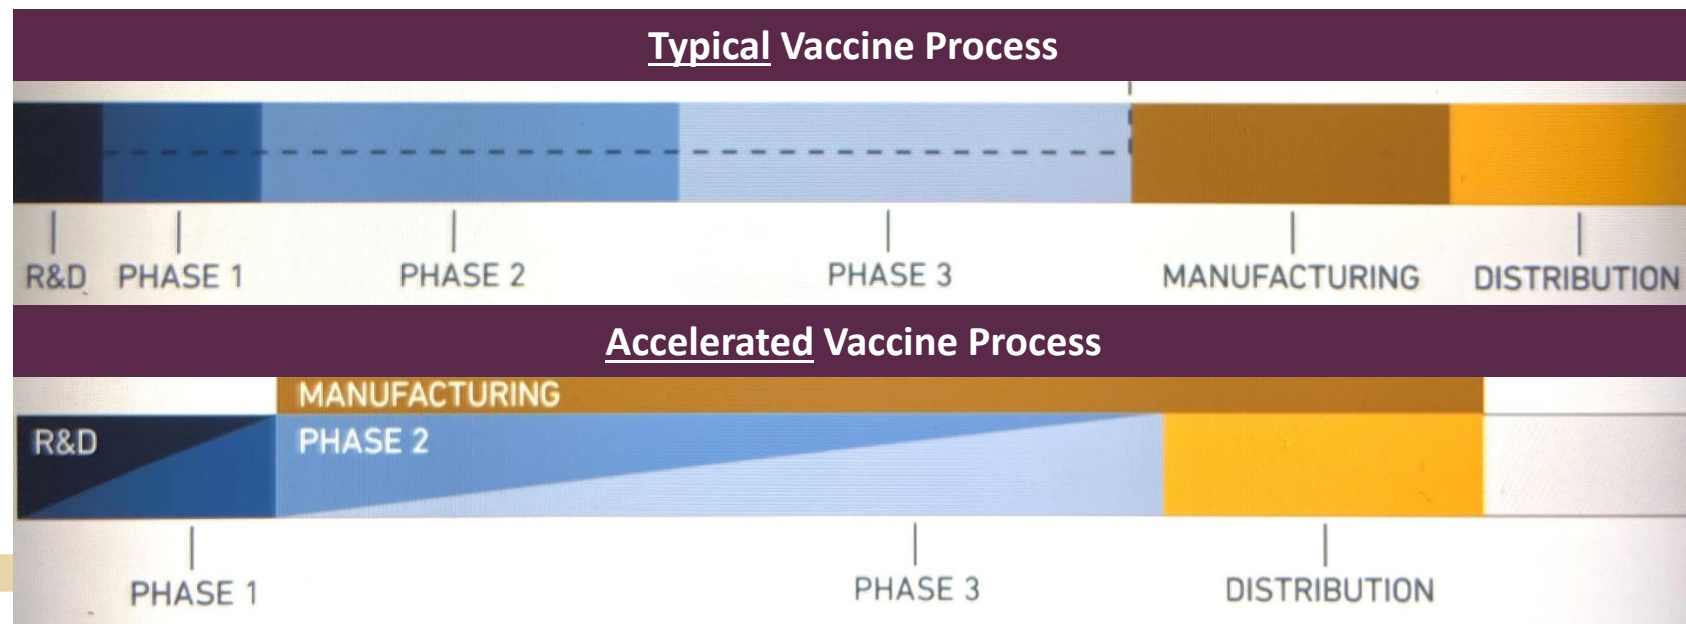 Typical Vaccine Process
R&D PHASE 1 PHASE 2 PHASE 3 MANUFACTURING DISTRIBUTION
Accelerated Vaccine Process
MANUFACTURING
R&D PHASE 2
PHASE 1 PHASE 3 DISTRIBUTION